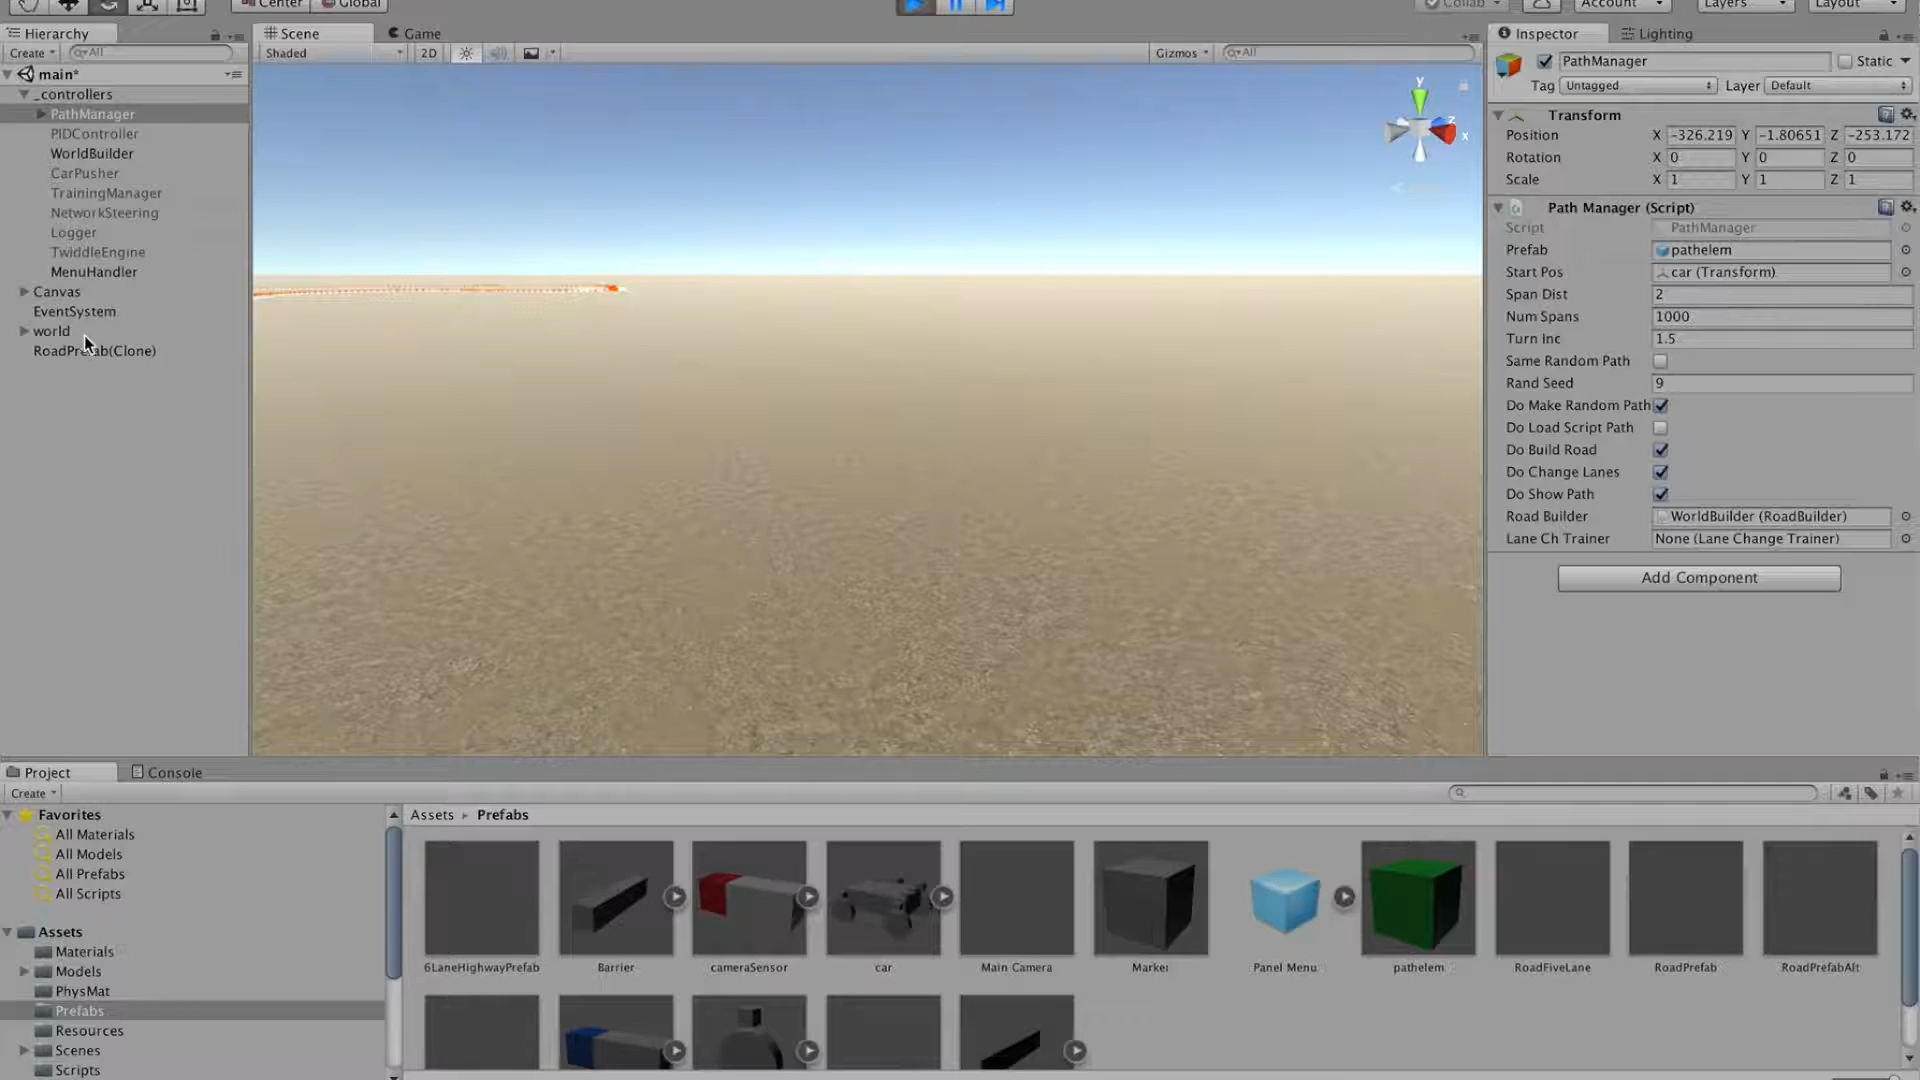 Center
Global
Collab
Account
Layers
Layout
Hierarchy
Create
All
main*
_controllers
PathManager
PIDController
WorldBuilder
CarPusher
TrainingManager
NetworkSteering
Logger
TwiddleEngine
MenuHandler
Canvas
EventSystem
world
RoadPrefab(Clone)
Scene
Game
Shaded
2D
Gizmos
All
y
z
x
Inspector
Lighting
PathManager
Static
Tag
Untagged
Layer
Default
Transform
Position X -326.219 Y -1.80651 Z -253.172
Rotation X 0 Y 0 Z 0
Scale X 1 Y 1 Z 1
Path Manager (Script)
Script PathManager
Prefab pathelem
Start Pos car (Transform)
Span Dist 2
Num Spans 1000
Turn Inc 1.5
Same Random Path
Rand Seed 9
Do Make Random Path
Do Load Script Path
Do Build Road
Do Change Lanes
Do Show Path
Road Builder WorldBuilder (RoadBuilder)
Lane Ch Trainer None (Lane Change Trainer)
Add Component
Project
Console
Create
Favorites
All Materials
All Models
All Prefabs
All Scripts
Assets
Materials
Models
PhysMat
Prefabs
Resources
Scenes
Scripts
Assets
Prefabs
6LaneHighwayPrefab
Barrier
cameraSensor
car
Main Camera
Marker
Panel Menu
pathelem
RoadFiveLane
RoadPrefab
RoadPrefabAlt